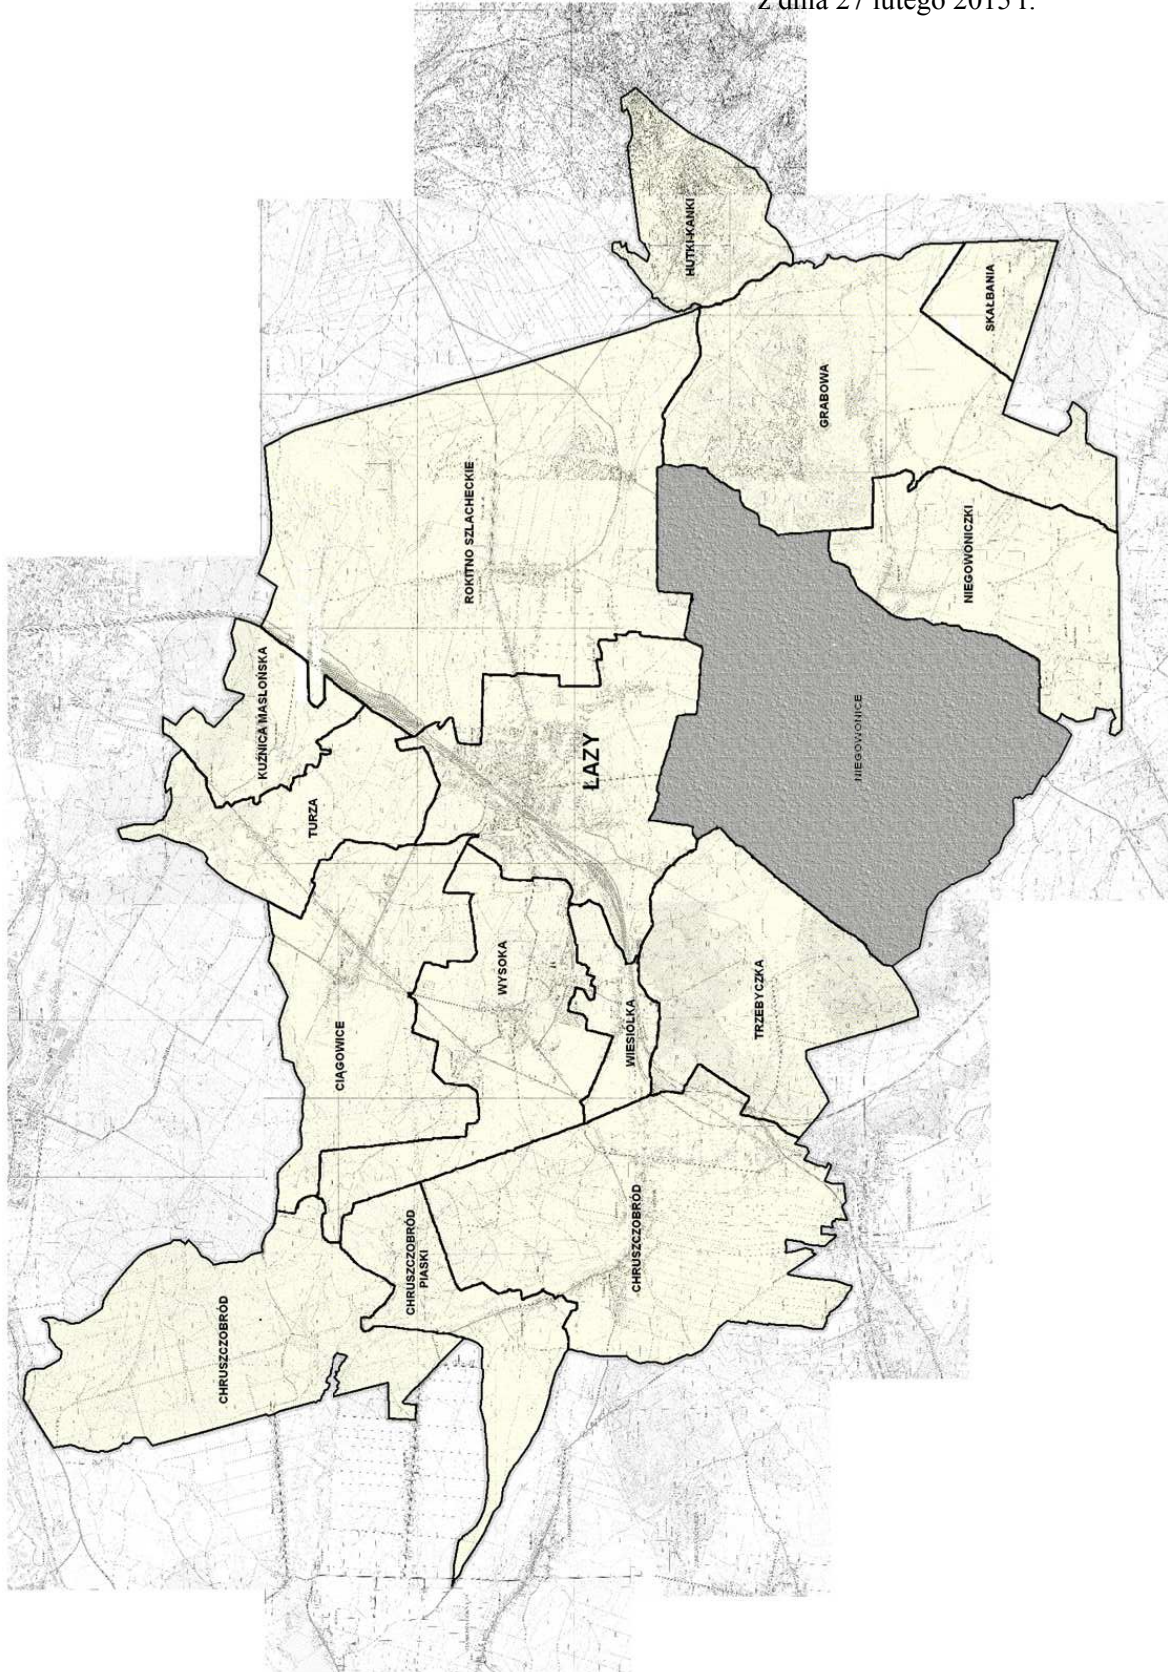 z dnia 27 lutego 2015 r.
HUTKI-KANKI
SKAŁBANIA
GRABOWA
ROKITNO SZLACHECKIE
NIEGOWONICZKI
KUŹNICA MASLOŃSKA
TURZA
ŁAZY
NIEGOWONICE
WYSOKA
CIĄGOWICE
WIESIÓŁKA
TRZEBYCZKA
CHRUSZCZOBRÓD
PIASKI
CHRUSZCZOBRÓD
CHRUSZCZOBRÓD